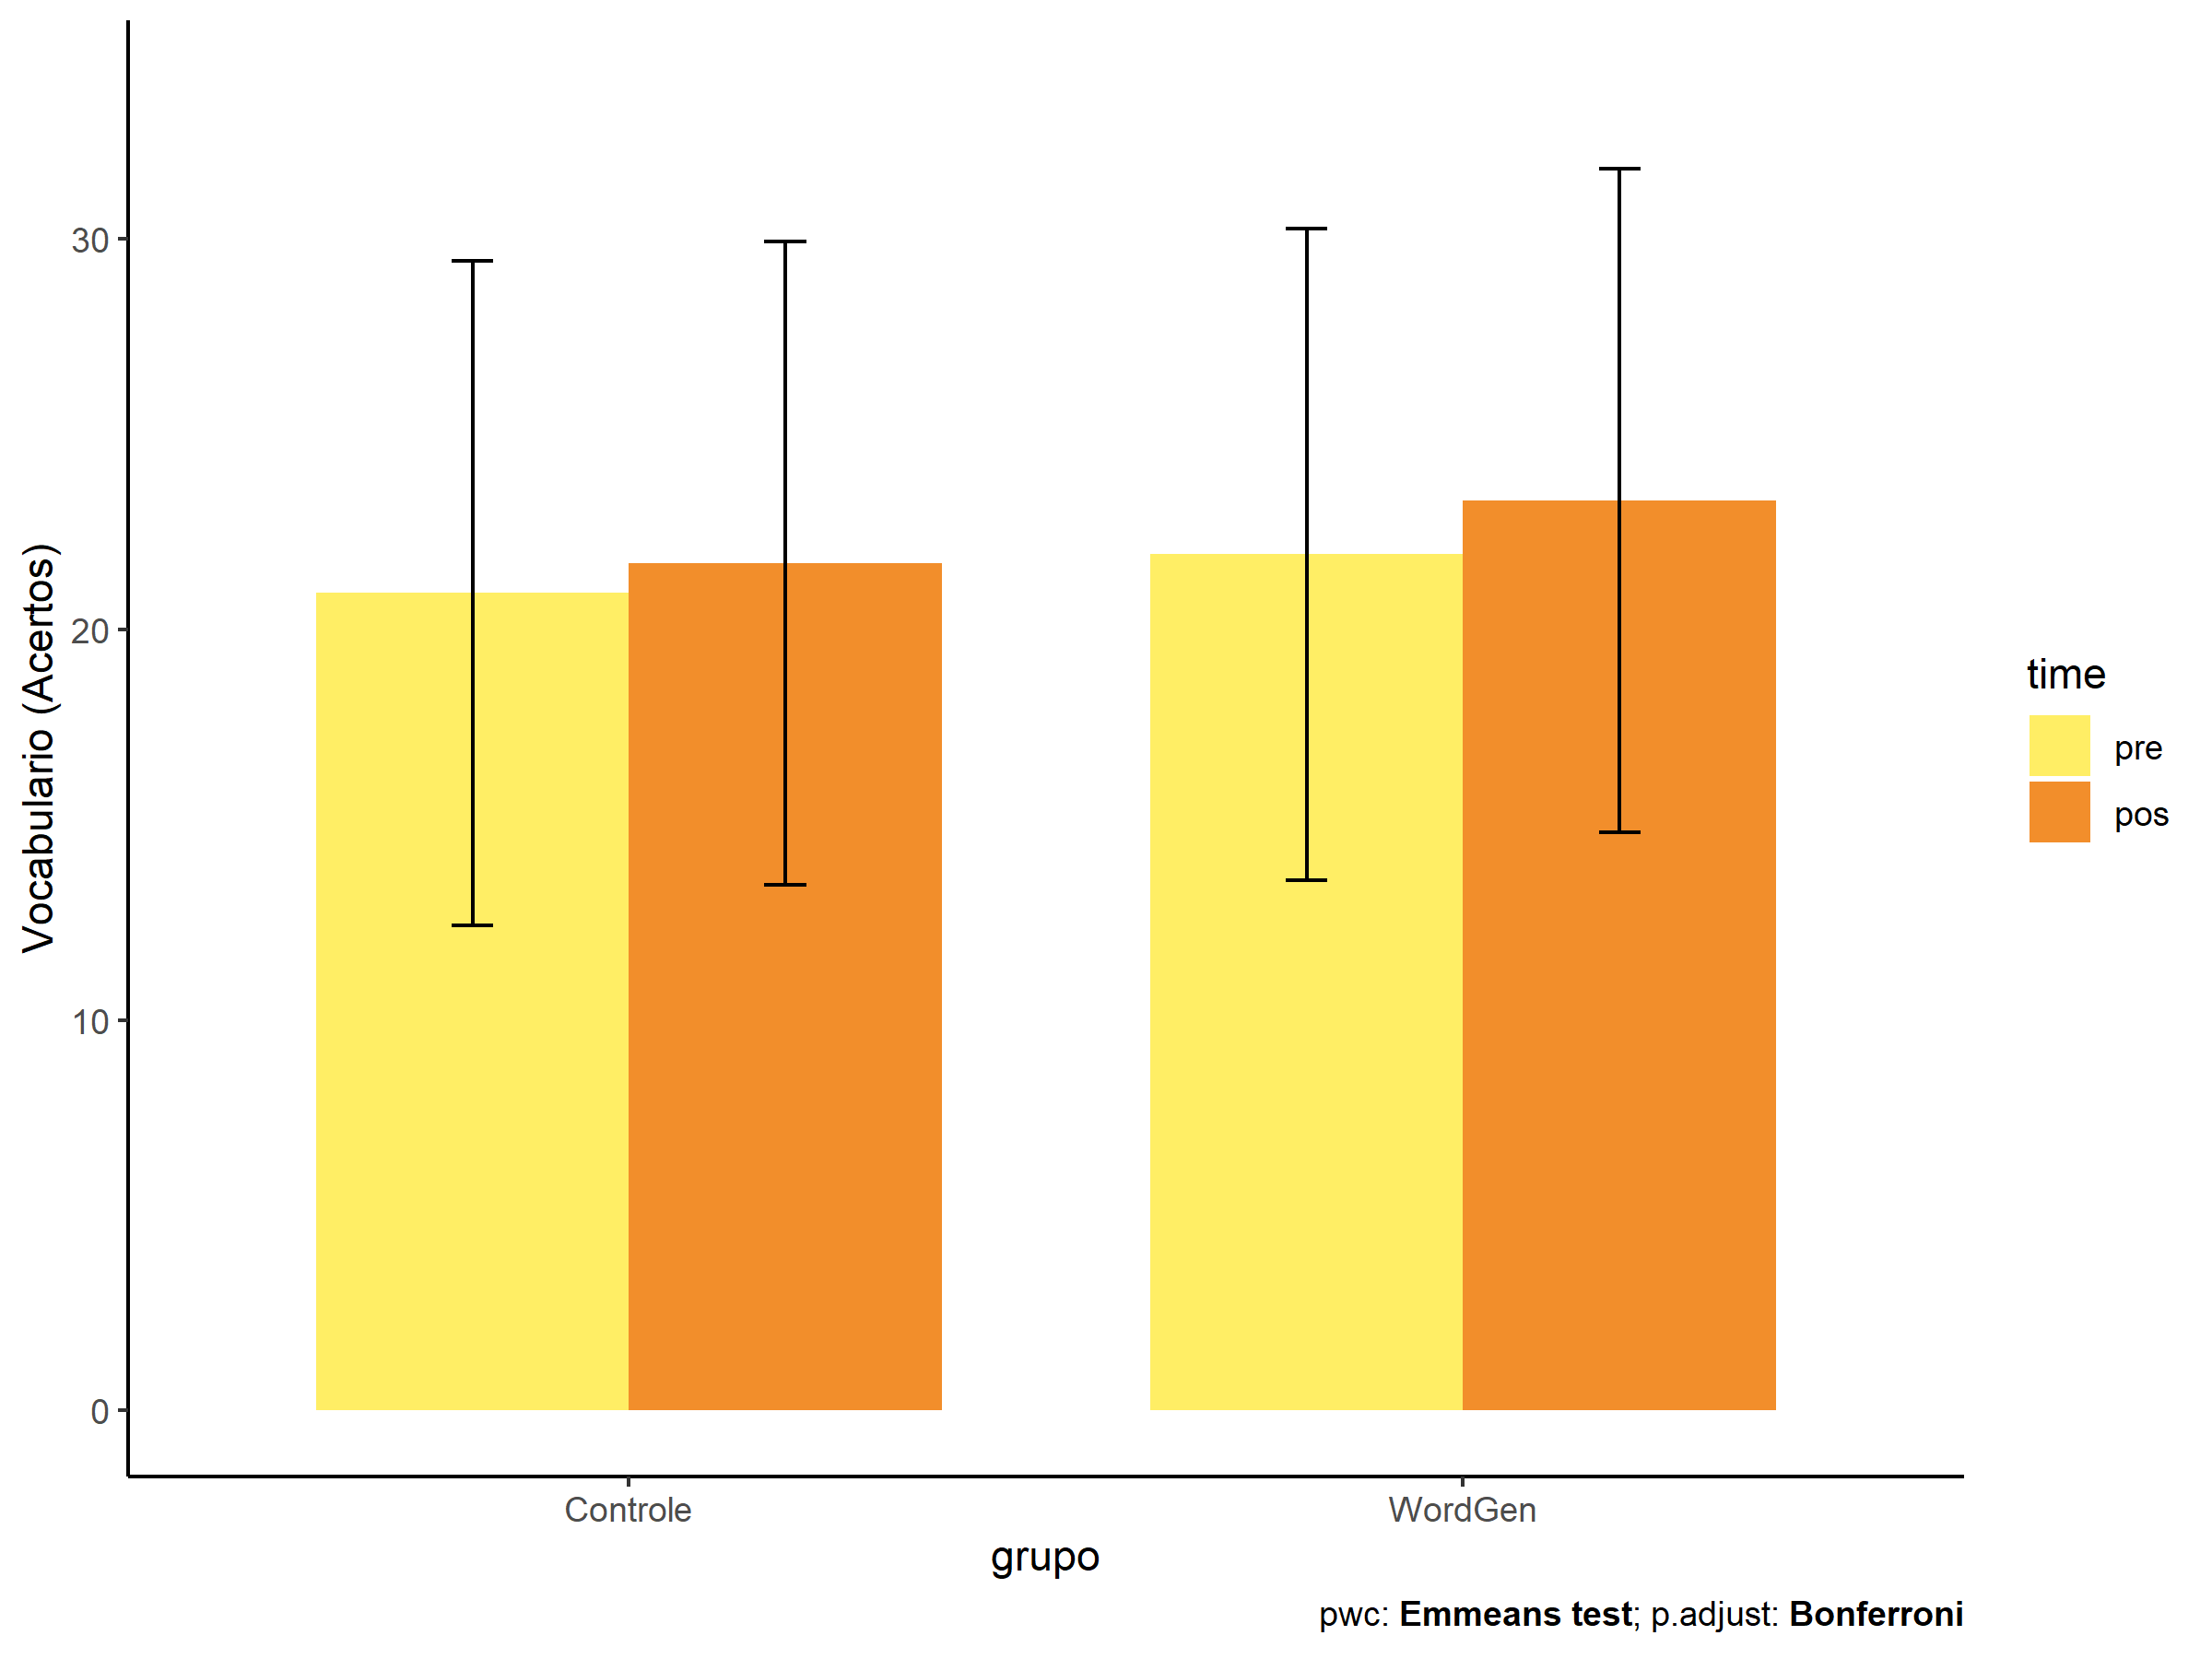 Vocabulario (Acertos)
30
20
10
0
Controle
WordGen
grupo
time
pre
pos
pwc: Emmeans test; p.adjust: Bonferroni